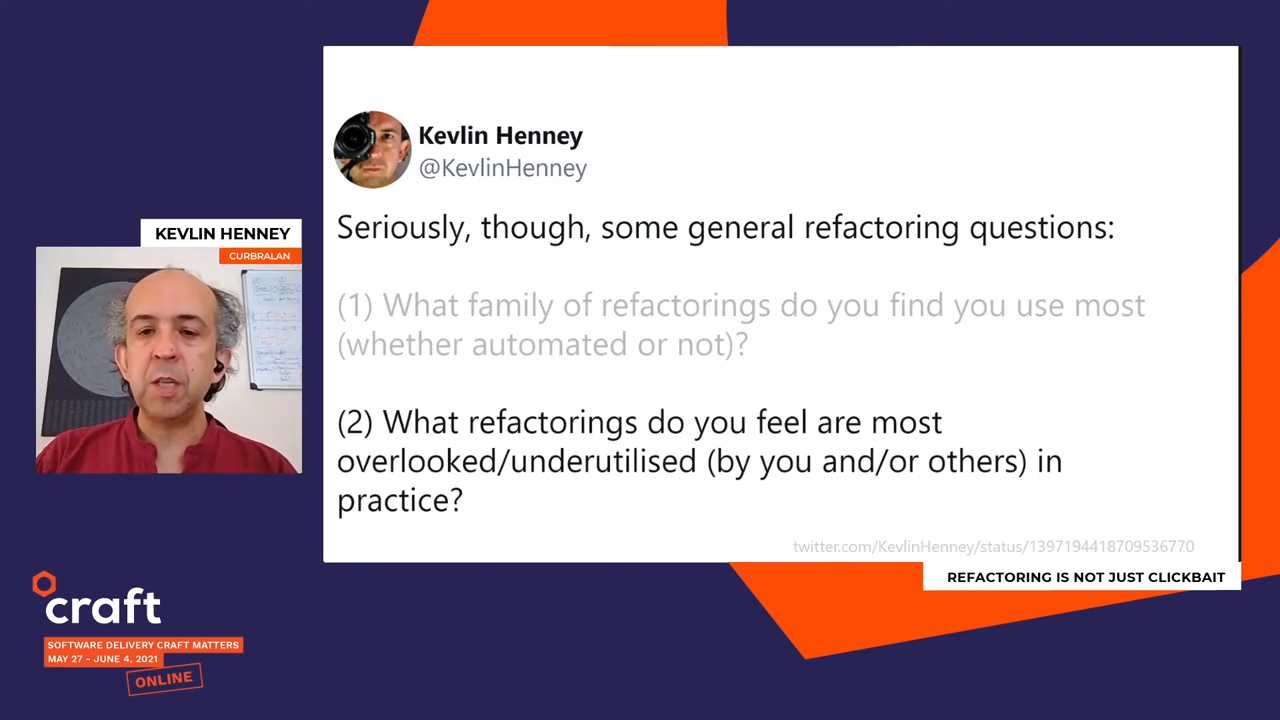 KEVLIN HENNEY
CURBRALAN
Kevlin Henney
@KevlinHenney
Seriously, though, some general refactoring questions:
(1) What family of refactorings do you find you use most
(whether automated or not)?
(2) What refactorings do you feel are most
overlooked/underutilised (by you and/or others) in
practice?
twitter.com/KevlinHenney/status/1397194418709536770
REFACTORING IS NOT JUST CLICKBAIT
craft
SOFTWARE DELIVERY CRAFT MATTERS
MAY 27 - JUNE 4, 2021
ONLINE